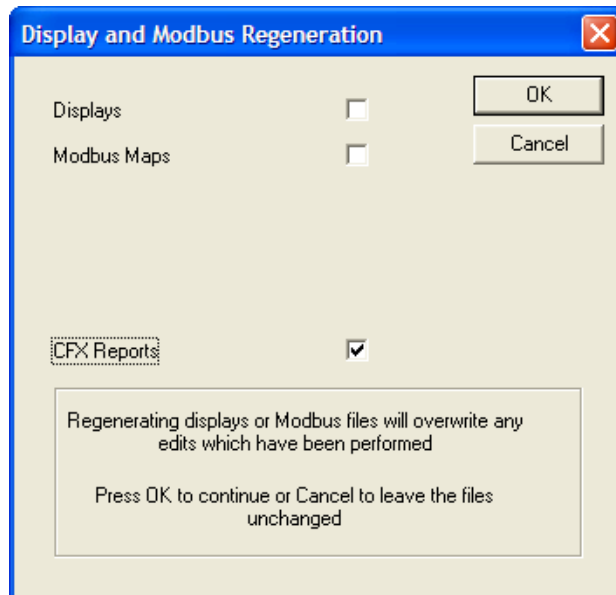 Display and Modbus Regeneration
Displays
OK
Modbus Maps
Cancel
CFX Reports
Regenerating displays or Modbus files will overwrite any
edits which have been performed
Press OK to continue or Cancel to leave the files
unchanged